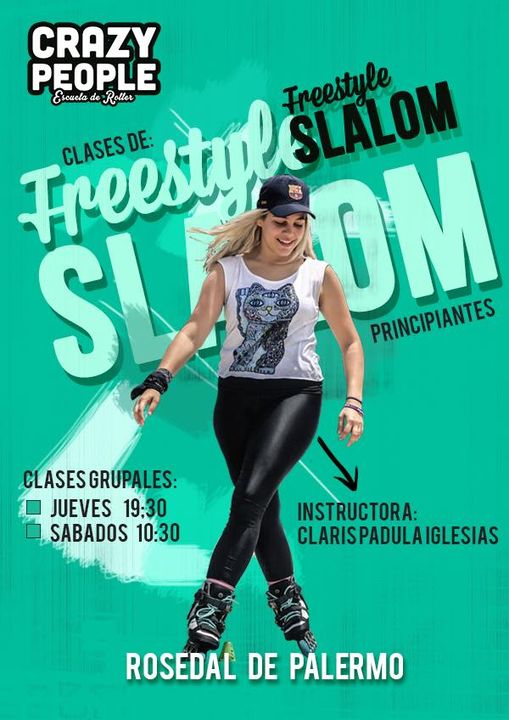 CRAZY
PEOPLE
Escuela de Roller
Freestyle
SLALOM
CLASES DE:
Freestyle
SLALOM
PRINCIPIANTES
CLASES GRUPALES:
JUEVES 19;30
SABADOS 10:30
INSTRUCTORA:
CLARIS PADULA IGLESIAS
ROSEDAL DE PALERMO